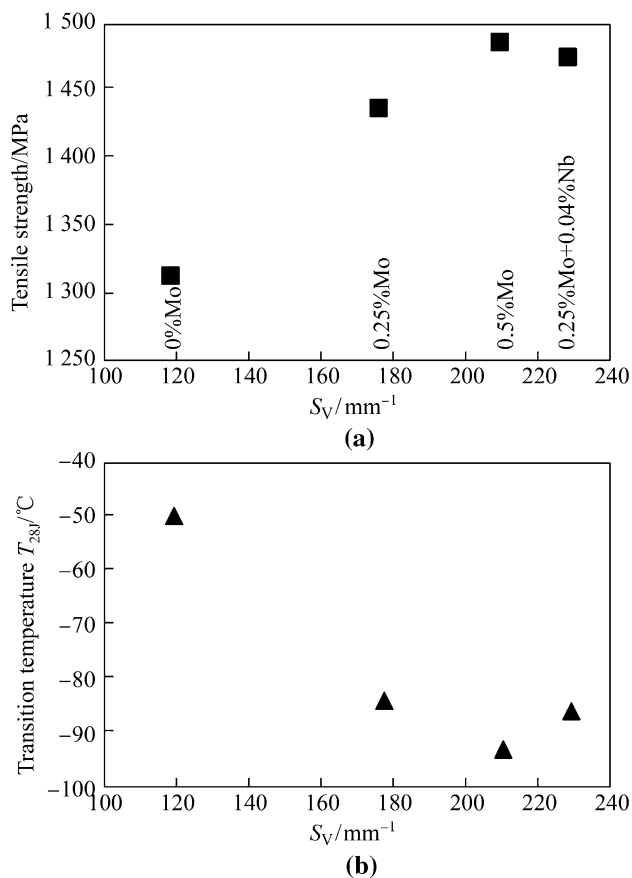 1 500
1 450
1 400
1 350
1 300
1 250
Tensile strength/MPa
0%Mo
0.25%Mo
0.5%Mo
0.25%Mo+0.04%Nb
100 120 140 160 180 200 220 240
SV/mm⁻¹
(a)
−40
−50
−60
−70
−80
−90
−100
Transition temperature T28J/℃
100 120 140 160 180 200 220 240
SV/mm⁻¹
(b)